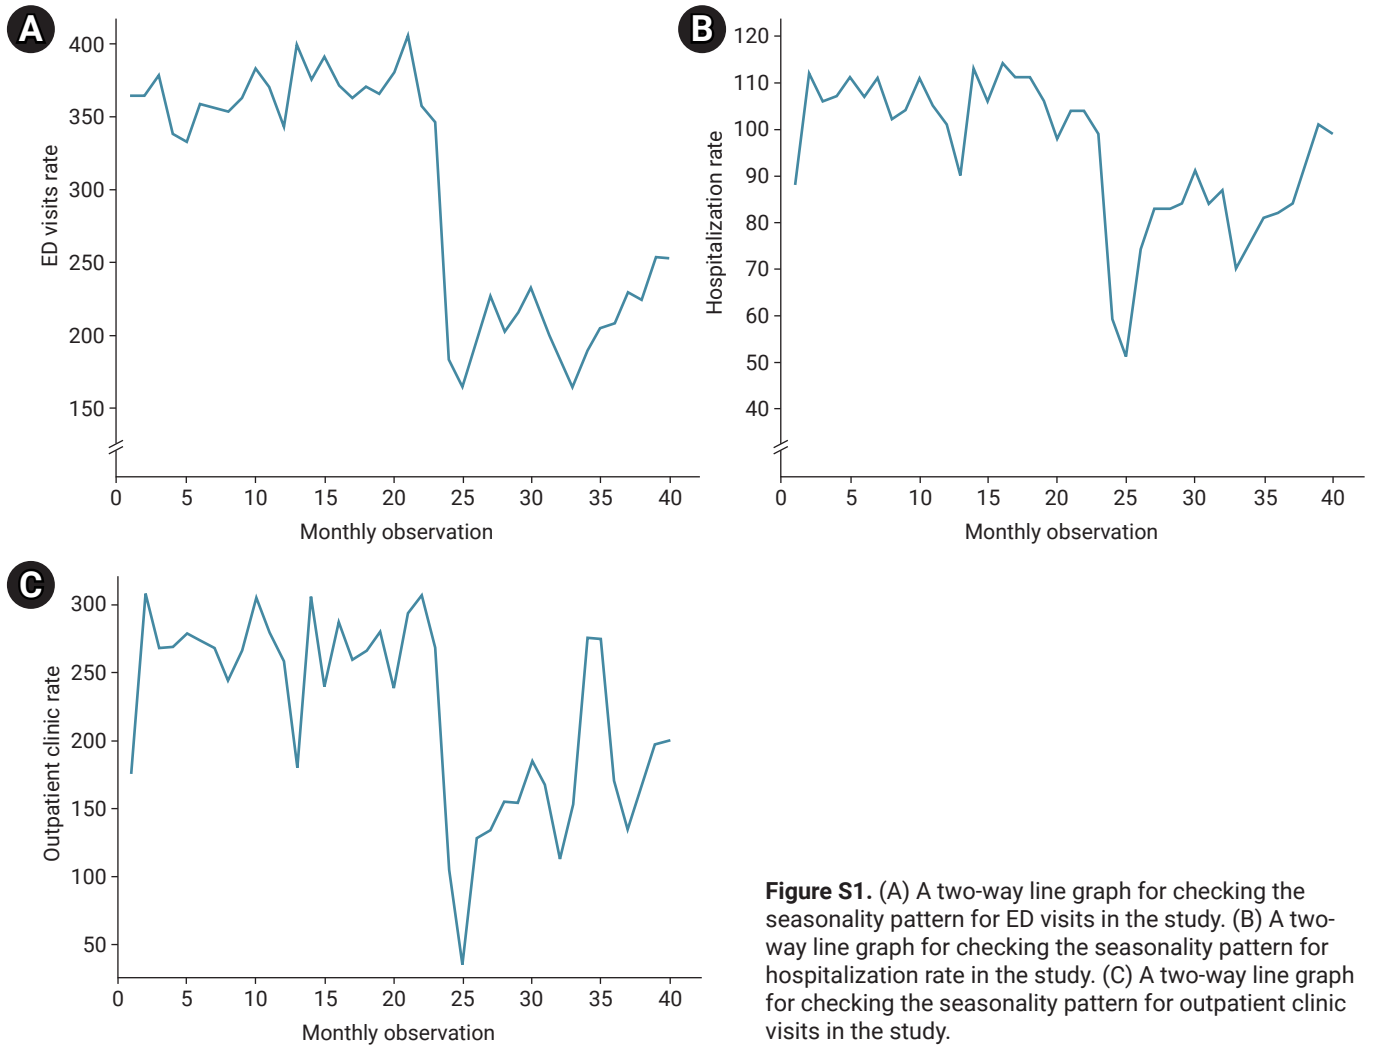 A
400
350
300
250
200
150
ED visits rate
0 5 10 15 20 25 30 35 40
Monthly observation
B
120
110
100
90
80
70
60
50
40
Hospitalization rate
0 5 10 15 20 25 30 35 40
Monthly observation
C
300
250
200
150
100
50
Outpatient clinic rate
0 5 10 15 20 25 30 35 40
Monthly observation
Figure S1. (A) A two-way line graph for checking the
seasonality pattern for ED visits in the study. (B) A two-
way line graph for checking the seasonality pattern for
hospitalization rate in the study. (C) A two-way line graph
for checking the seasonality pattern for outpatient clinic
visits in the study.